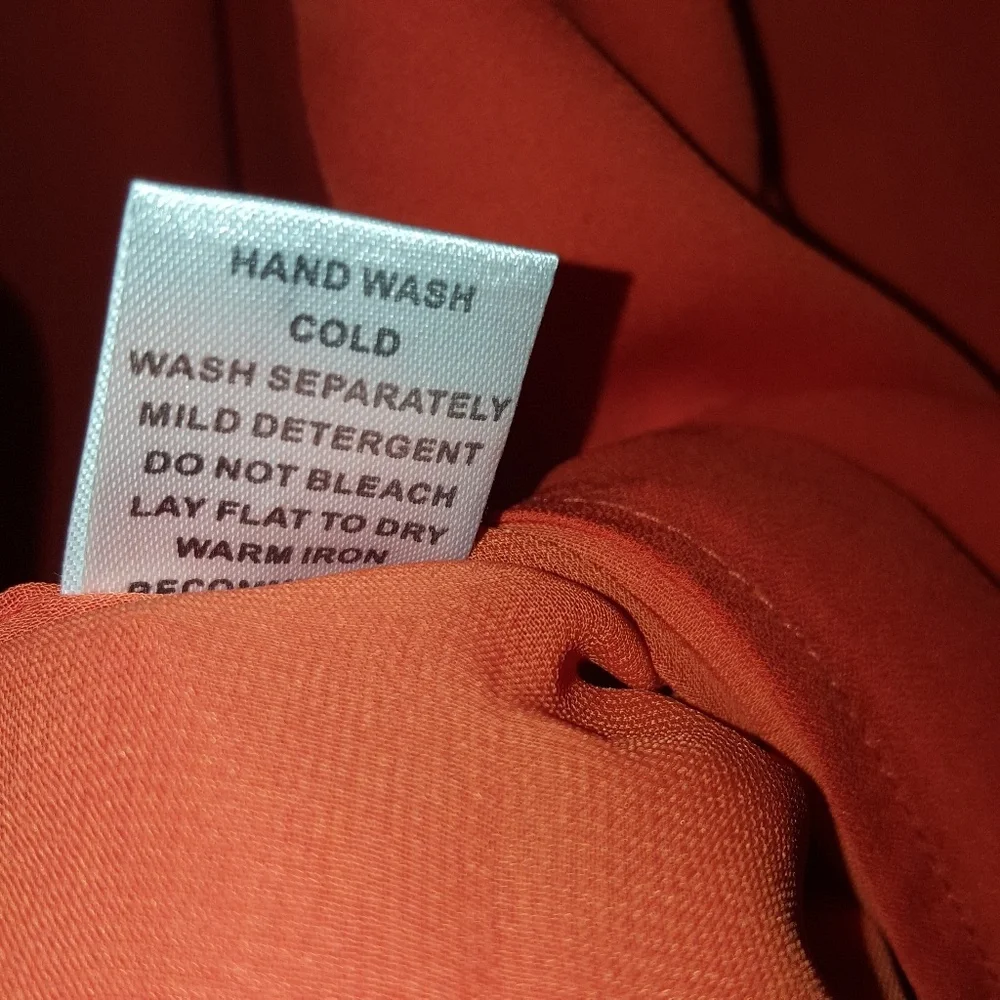 HAND WASH
COLD
WASH SEPARATELY
MILD DETERGENT
DO NOT BLEACH
LAY FLAT TO DRY
WARM IRON